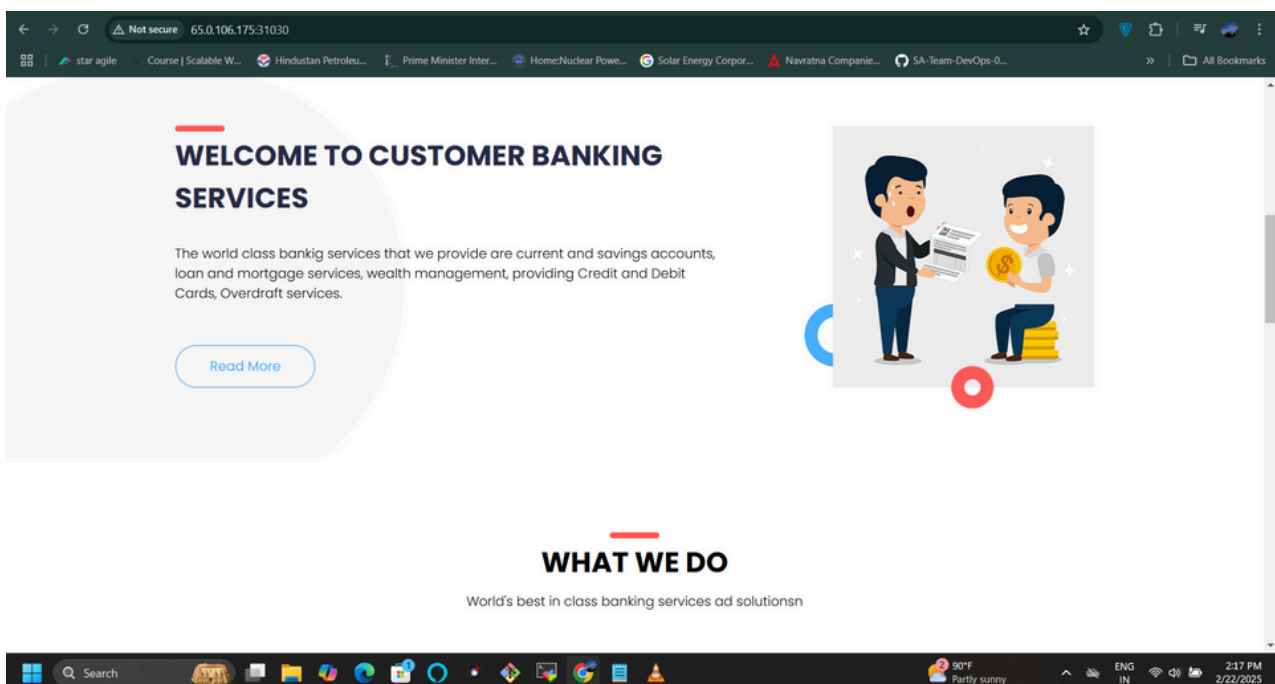 Not secure 65.0.106.175:31030
star agile Course | Scalable W... Hindustan Petroleu... Prime Minister Inter... Home:Nuclear Powe... Solar Energy Corpor... Navratna Companie... SA-Team-DevOps-0... » All Bookmarks
WELCOME TO CUSTOMER BANKING
SERVICES
The world class bankig services that we provide are current and savings accounts,
loan and mortgage services, wealth management, providing Credit and Debit
Cards, Overdraft services.
Read More
WHAT WE DO
World's best in class banking services ad solutionsn
Search
2 90°F
Partly sunny
ENG
IN
2:17 PM
2/22/2025